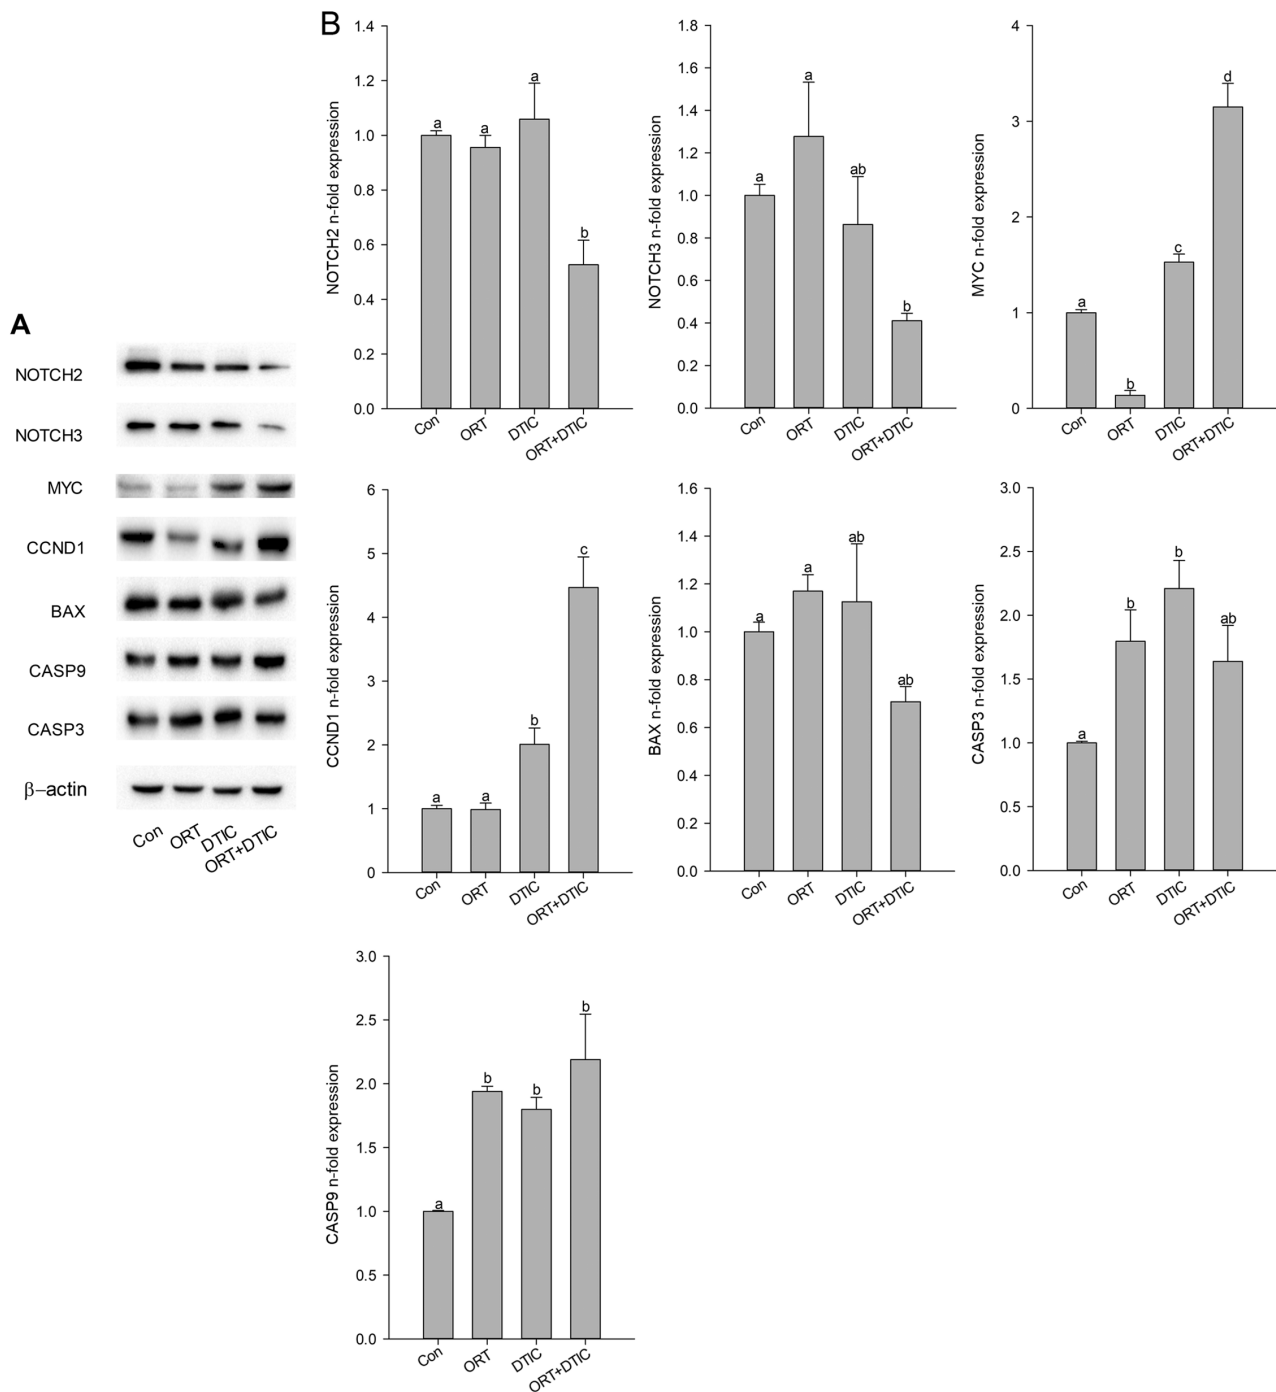 A
NOTCH2
NOTCH3
MYC
CCND1
BAX
CASP9
CASP3
β−actin
Con ORT DTIC ORT+DTIC
B
NOTCH2 n-fold expression
1.4
1.2
1.0
0.8
0.6
0.4
0.2
0.0
a a a b
Con ORT DTIC ORT+DTIC
NOTCH3 n-fold expression
1.8
1.6
1.4
1.2
1.0
0.8
0.6
0.4
0.2
0.0
a a ab b
Con ORT DTIC ORT+DTIC
MYC n-fold expression
4
3
2
1
0
a b c d
Con ORT DTIC ORT+DTIC
CCND1 n-fold expression
6
5
4
3
2
1
0
a a b c
Con ORT DTIC ORT+DTIC
BAX n-fold expression
1.6
1.4
1.2
1.0
0.8
0.6
0.4
0.2
0.0
a a ab ab
Con ORT DTIC ORT+DTIC
CASP3 n-fold expression
3.0
2.5
2.0
1.5
1.0
0.5
0.0
a b b ab
Con ORT DTIC ORT+DTIC
CASP9 n-fold expression
3.0
2.5
2.0
1.5
1.0
0.5
0.0
a b b b
Con ORT DTIC ORT+DTIC